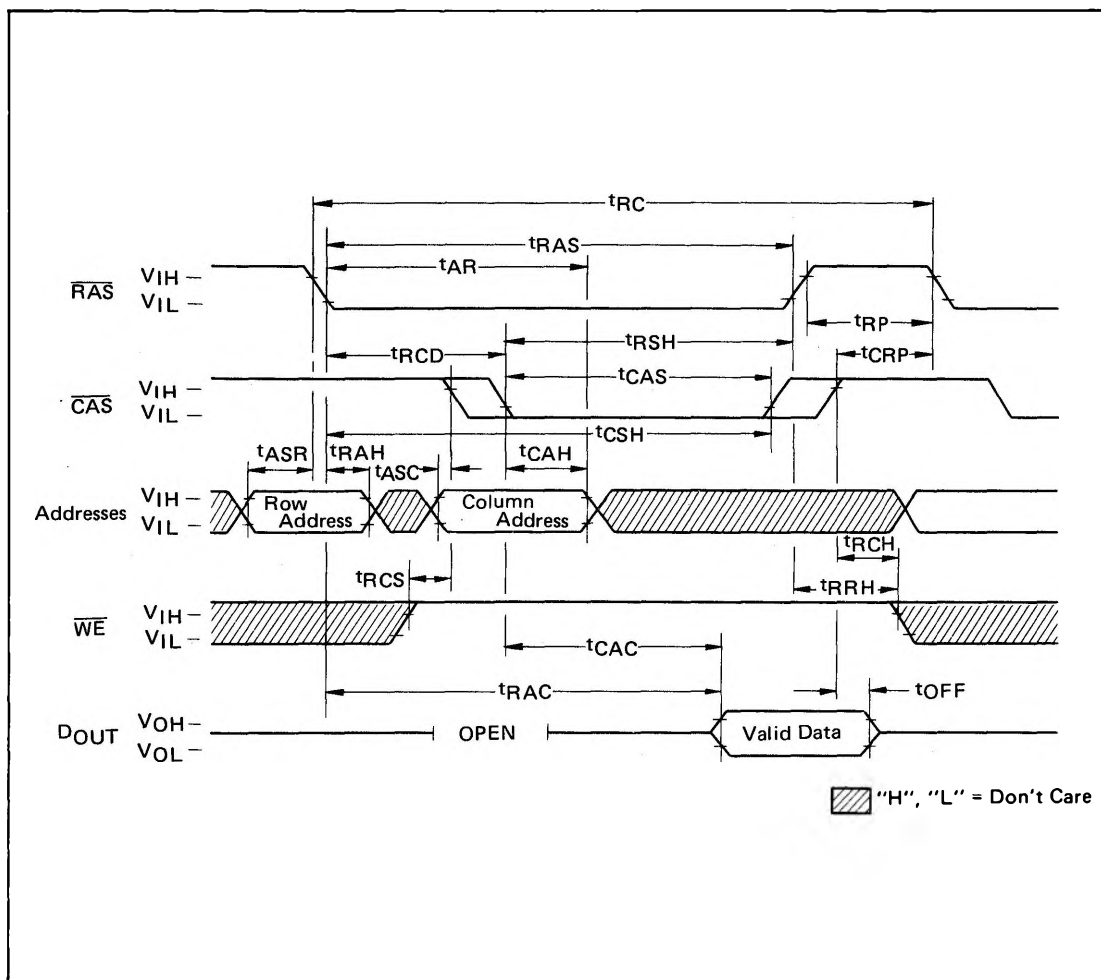 tRC
tRAS
tAR
RAS
VIH
VIL
tRP
tRCD
tRSH
tCRP
CAS
VIH
VIL
tCAS
tCSH
tASR
tRAH
tASC
tCAH
Addresses
VIH
VIL
Row
Address
Column
Address
tRCS
tRCH
tRRH
WE
VIH
VIL
tCAC
tRAC
tOFF
DOUT
VOH
VOL
OPEN
Valid Data
"H", "L" = Don't Care